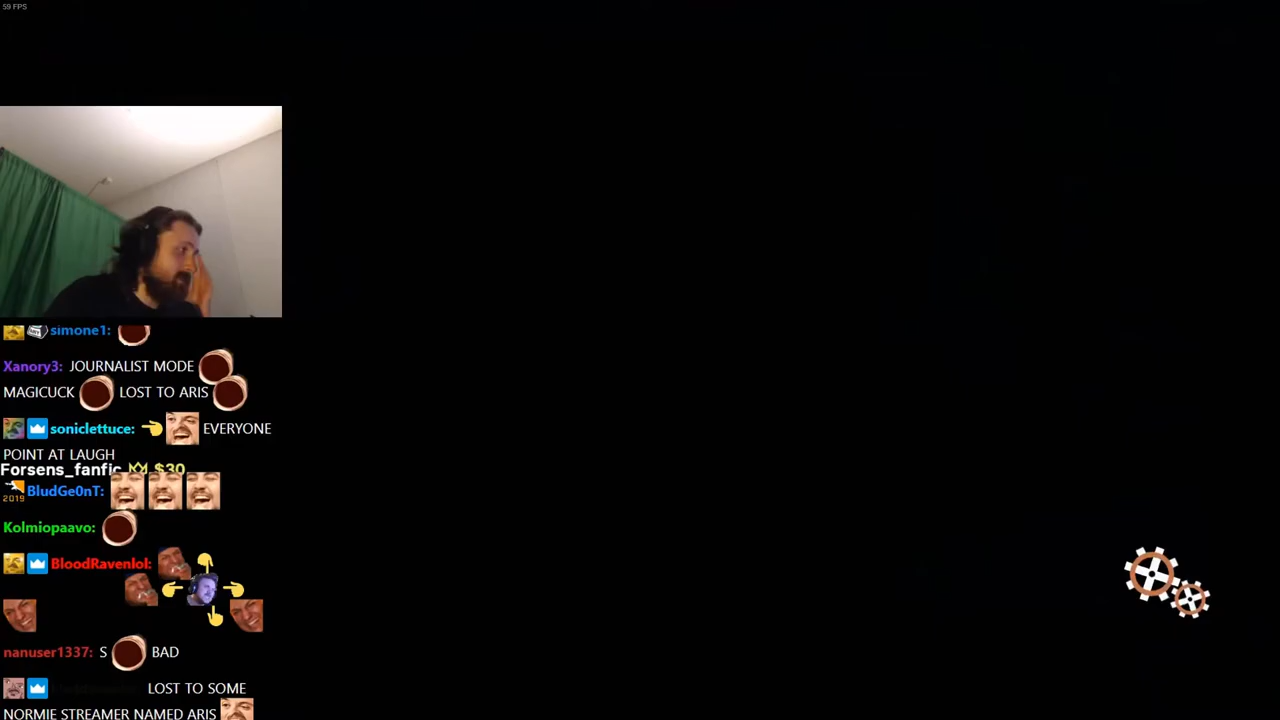 59 FPS
simone1:
Xanory3: JOURNALIST MODE
MAGICUCK LOST TO ARIS
soniclettuce: EVERYONE
POINT AT LAUGH
Forsens_fanfic $30
2019 BludGe0nT:
Kolmiopaavo:
BloodRavenlol:
nanuser1337: S BAD
LOST TO SOME
NORMIE STREAMER NAMED ARIS